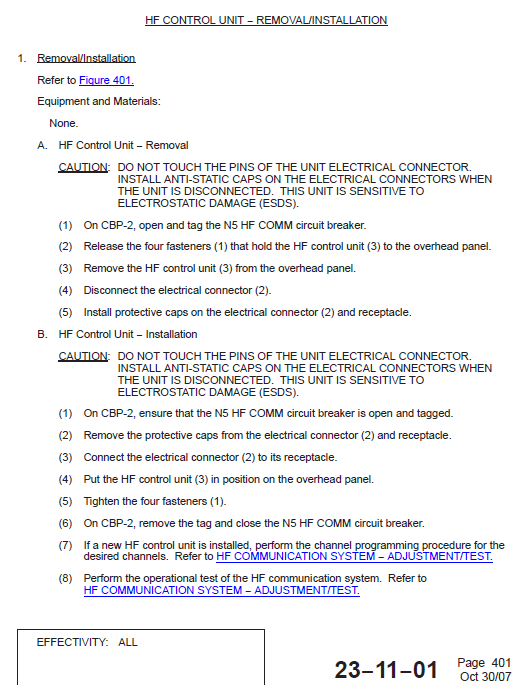 HF CONTROL UNIT – REMOVAL/INSTALLATION
1. Removal/Installation
Refer to Figure 401.
Equipment and Materials:
None.
A. HF Control Unit – Removal
CAUTION: DO NOT TOUCH THE PINS OF THE UNIT ELECTRICAL CONNECTOR.
INSTALL ANTI-STATIC CAPS ON THE ELECTRICAL CONNECTORS WHEN
THE UNIT IS DISCONNECTED. THIS UNIT IS SENSITIVE TO
ELECTROSTATIC DAMAGE (ESDS).
(1) On CBP-2, open and tag the N5 HF COMM circuit breaker.
(2) Release the four fasteners (1) that hold the HF control unit (3) to the overhead panel.
(3) Remove the HF control unit (3) from the overhead panel.
(4) Disconnect the electrical connector (2).
(5) Install protective caps on the electrical connector (2) and receptacle.
B. HF Control Unit – Installation
CAUTION: DO NOT TOUCH THE PINS OF THE UNIT ELECTRICAL CONNECTOR.
INSTALL ANTI-STATIC CAPS ON THE ELECTRICAL CONNECTORS WHEN
THE UNIT IS DISCONNECTED. THIS UNIT IS SENSITIVE TO
ELECTROSTATIC DAMAGE (ESDS).
(1) On CBP-2, ensure that the N5 HF COMM circuit breaker is open and tagged.
(2) Remove the protective caps from the electrical connector (2) and receptacle.
(3) Connect the electrical connector (2) to its receptacle.
(4) Put the HF control unit (3) in position on the overhead panel.
(5) Tighten the four fasteners (1).
(6) On CBP-2, remove the tag and close the N5 HF COMM circuit breaker.
(7) If a new HF control unit is installed, perform the channel programming procedure for the
desired channels. Refer to HF COMMUNICATION SYSTEM – ADJUSTMENT/TEST.
(8) Perform the operational test of the HF communication system. Refer to
HF COMMUNICATION SYSTEM – ADJUSTMENT/TEST.
EFFECTIVITY: ALL
23–11–01
Page 401
Oct 30/07